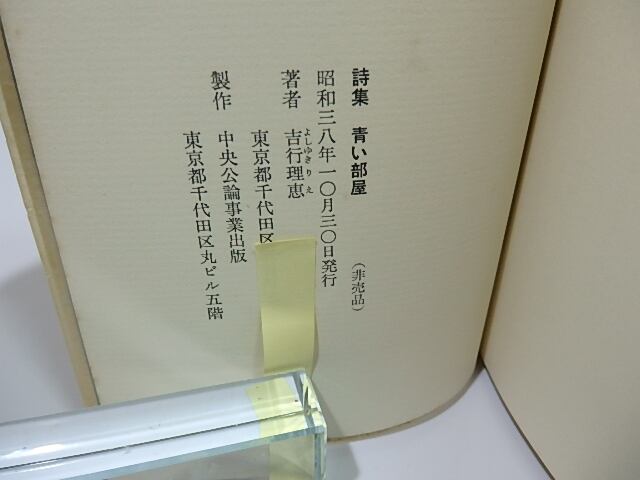 詩集 青い部屋 (非売品)
昭和三八年一〇月三〇日発行
著者 吉行理恵
よしゆきりえ
東京都千代田区
製作 中央公論事業出版
東京都千代田区丸ビル五階